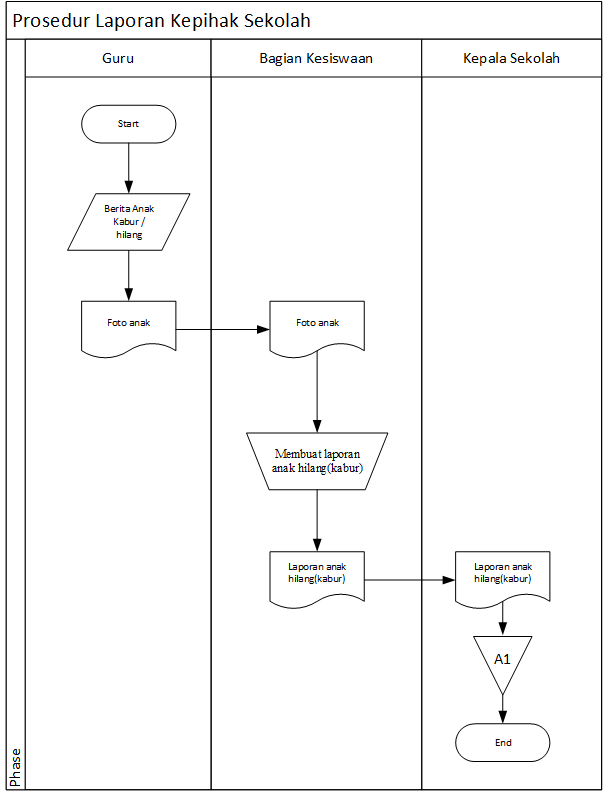 Prosedur Laporan Kepihak Sekolah
Guru
Bagian Kesiswaan
Kepala Sekolah
Start
Berita Anak
Kabur /
hilang
Foto anak
Foto anak
Membuat laporan
anak hilang(kabur)
Laporan anak
hilang(kabur)
Laporan anak
hilang(kabur)
A1
End
Phase